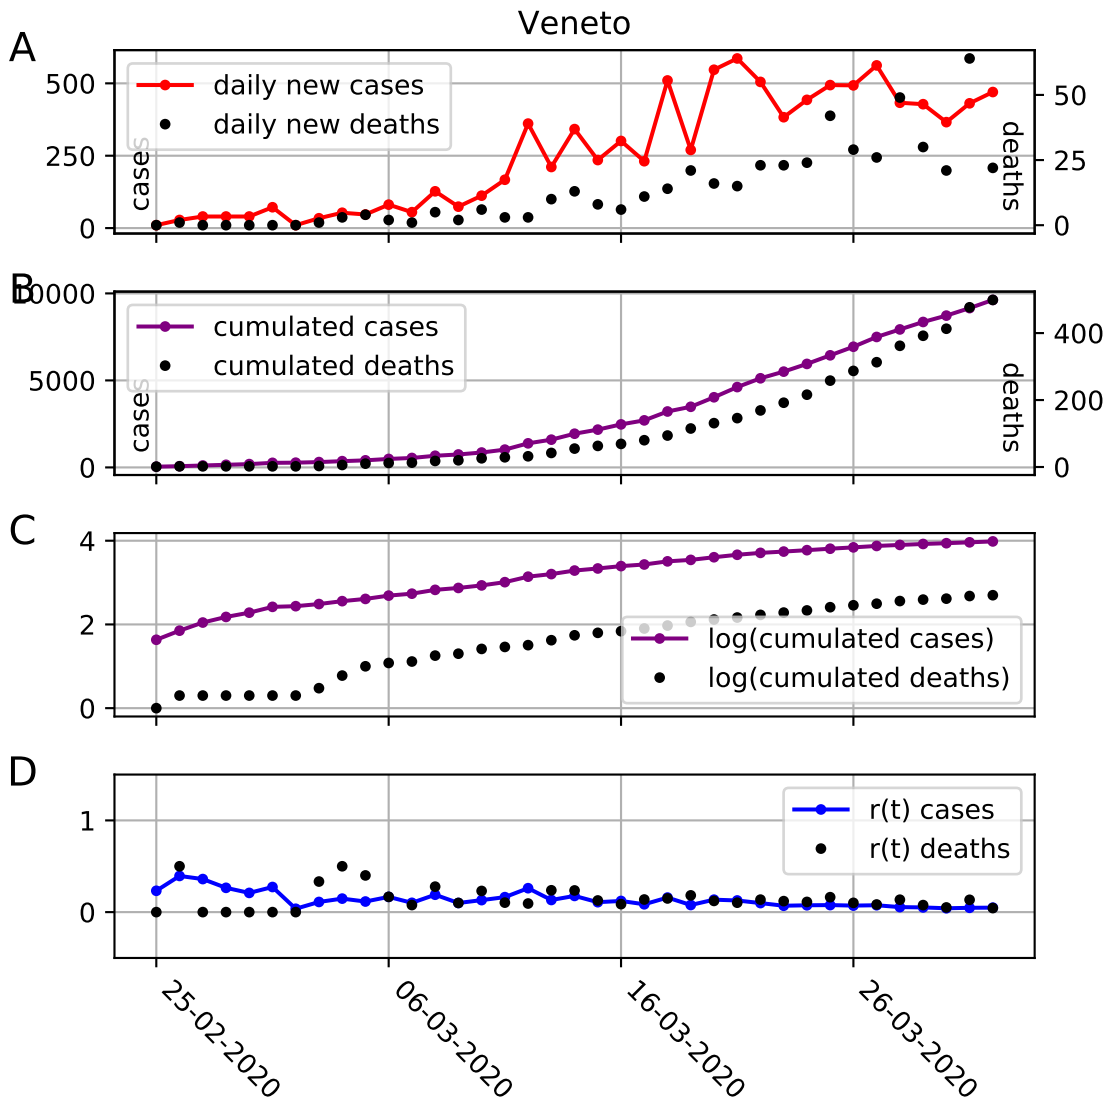 Veneto
A
500
250
0
cases
daily new cases
daily new deaths
50
25
0
deaths
B
10000
5000
0
cases
cumulated cases
cumulated deaths
400
200
0
deaths
C
4
2
0
log(cumulated cases)
log(cumulated deaths)
D
1
0
r(t) cases
r(t) deaths
25-02-2020
06-03-2020
16-03-2020
26-03-2020